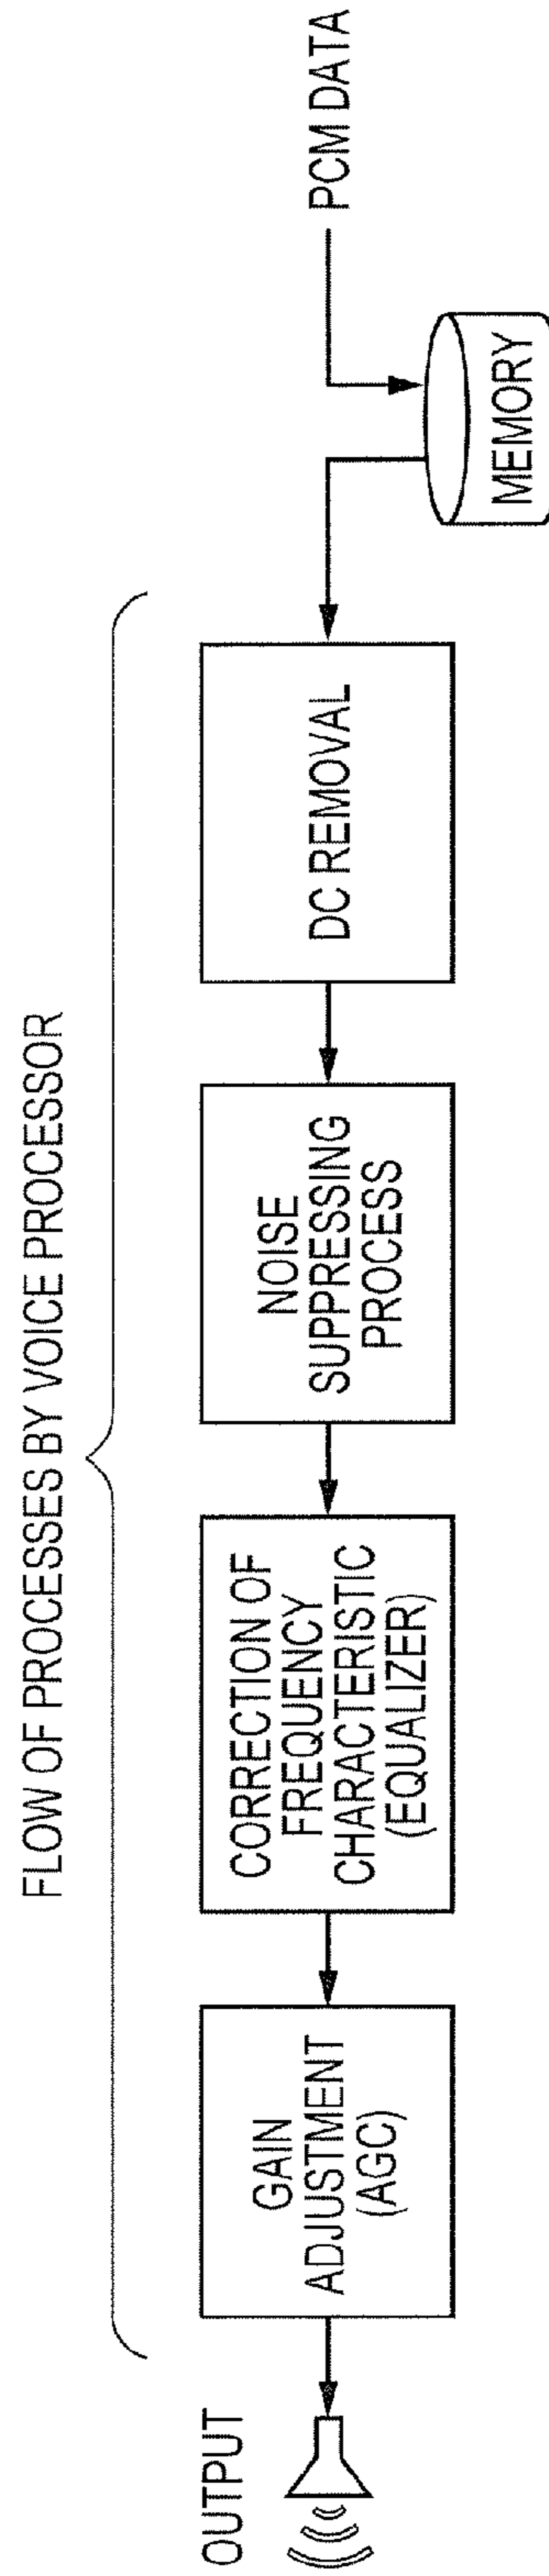 FLOW OF PROCESSES BY VOICE PROCESSOR
OUTPUT
GAIN
ADJUSTMENT
(AGC)
CORRECTION OF
FREQUENCY
CHARACTERISTIC
(EQUALIZER)
NOISE
SUPPRESSING
PROCESS
DC REMOVAL
MEMORY
PCM DATA